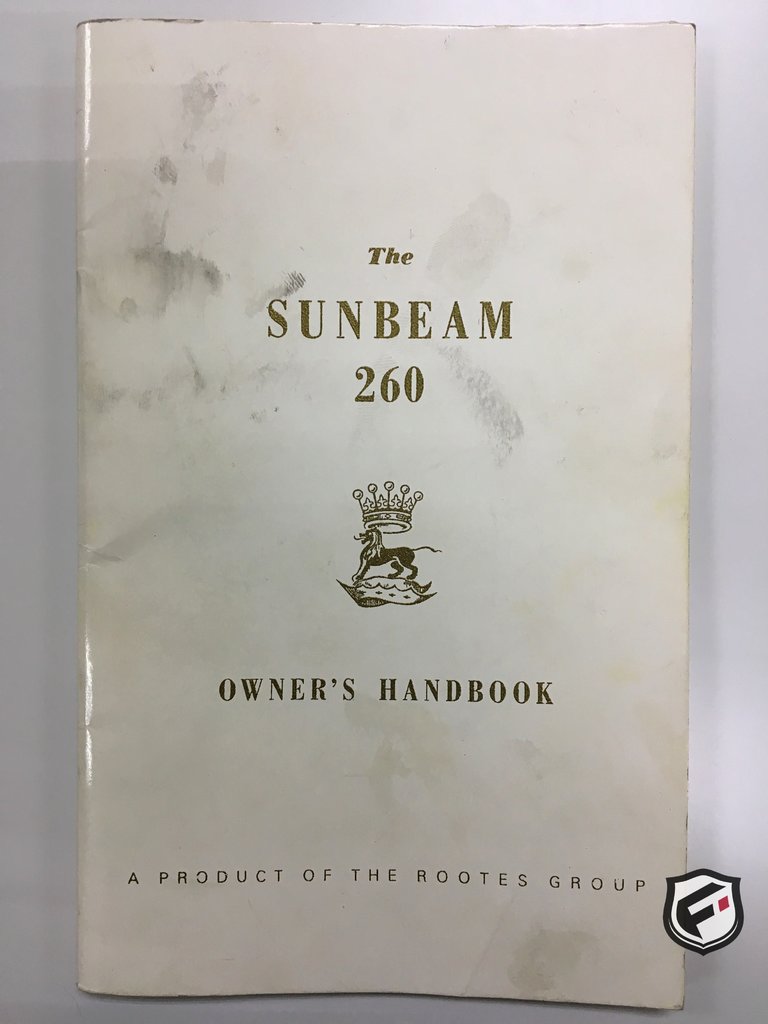 The
SUNBEAM
260
OWNER'S HANDBOOK
A PRODUCT OF THE ROOTES GROUP